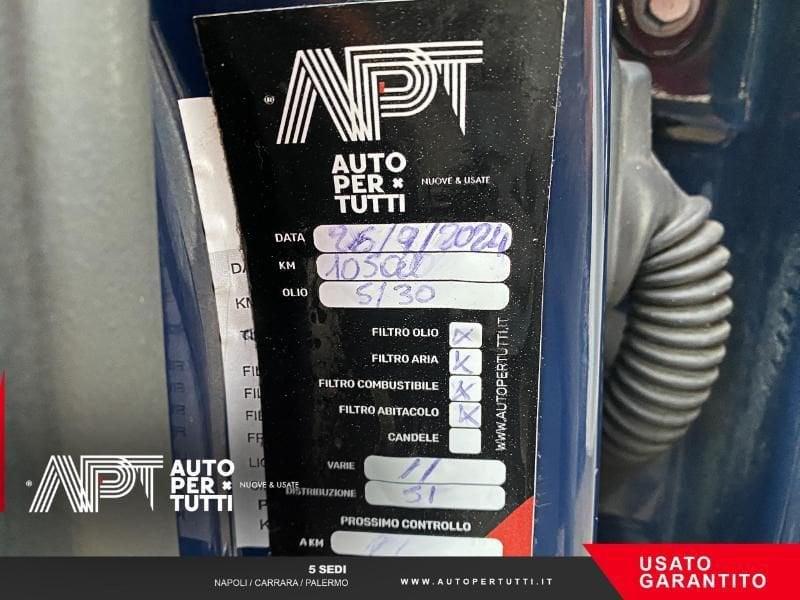 APT
AUTO
PER
TUTTI
NUOVE & USATE
DATA 26/9/2024
KM
OLIO 5/30
FILTRO OLIO X
FILTRO ARIA X
FILTRO COMBUSTIBILE X
FILTRO ABITACOLO X
CANDELE
WWW.AUTOPERTUTTI.IT
VARIE //
DISTRIBUZIONE SI
PROSSIMO CONTROLLO
A KM
APT
AUTO
PER
TUTTI
NUOVE & USATE
5 SEDI
NAPOLI / CARRARA / PALERMO
WWW.AUTOPERTUTTI.IT
USATO
GARANTITO